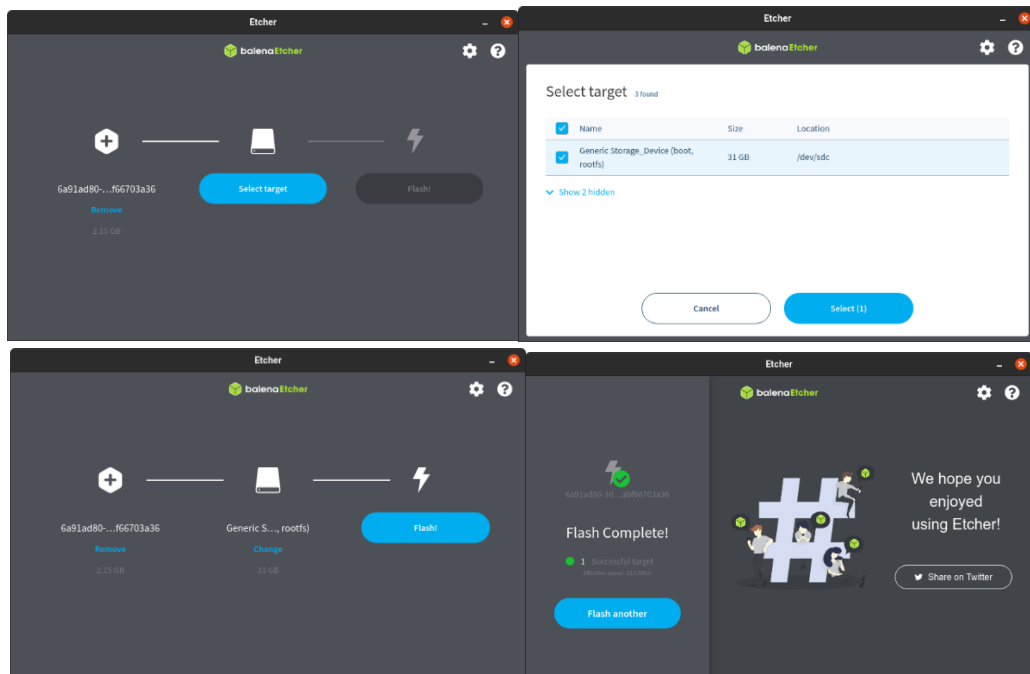 Etcher
balenaEtcher
6a91ad80-...f66703a36
Remove
2.15 GB
Select target
Flash!
Etcher
balenaEtcher
Select target 3 found
Name Size Location
Generic Storage_Device (boot, rootfs) 31 GB /dev/sdc
Show 2 hidden
Cancel
Select (1)
Etcher
balenaEtcher
6a91ad80-...f66703a36
Remove
2.15 GB
Generic S..., rootfs)
Change
31 GB
Flash!
Etcher
balenaEtcher
Flash Complete!
1 Successful target
Flash another
We hope you
enjoyed
using Etcher!
Share on Twitter